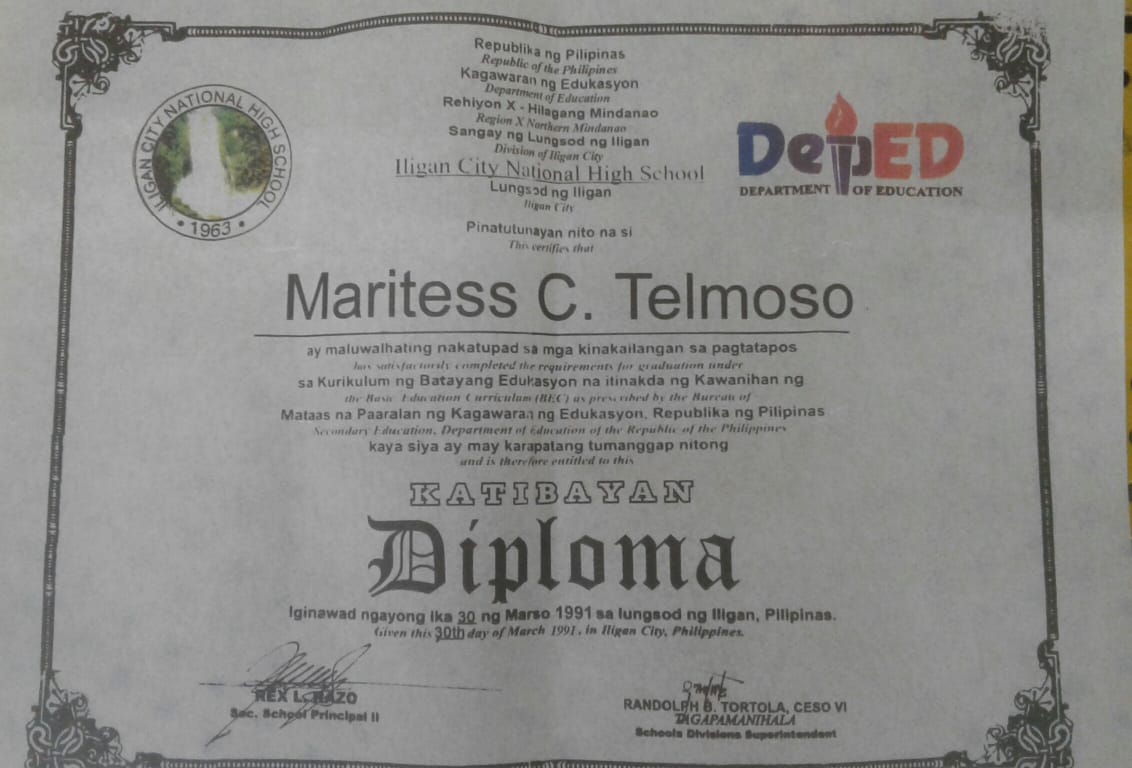 Republika ng Pilipinas
Republic of the Philippines
Kagawaran ng Edukasyon
Department of Education
Rehiyon X - Hilagang Mindanao
Region X Northern Mindanao
Sangay ng Lungsod ng Iligan
Division of Iligan City
Iligan City National High School
Lungsod ng Iligan
Iligan City
ILIGAN CITY NATIONAL HIGH SCHOOL
• 1963 •
DepED
DEPARTMENT OF EDUCATION
Pinatutunayan nito na si
This certifies that
Maritess C. Telmoso
ay maluwalhating nakatupad sa mga kinakailangan sa pagtatapos
has satisfactorily completed the requirements for graduation under
sa Kurikulum ng Batayang Edukasyon na itinakda ng Kawanihan ng
the Basic Education Curriculum (BEC) as prescribed by the Bureau of
Mataas na Paaralan ng Kagawaran ng Edukasyon, Republika ng Pilipinas
Secondary Education, Department of Education of the Republic of the Philippines
kaya siya ay may karapatang tumanggap nitong
and is therefore entitled to this
KATIBAYAN
Diploma
Iginawad ngayong ika 30 ng Marso 1991 sa lungsod ng Iligan, Pilipinas.
Given this 30th day of March 1991, in Iligan City, Philippines.
REX L. RAZO
Sec. School Principal II
RANDOLPH B. TORTOLA, CESO VI
TAGAPAMANIHALA
Schools Divisions Superintendent